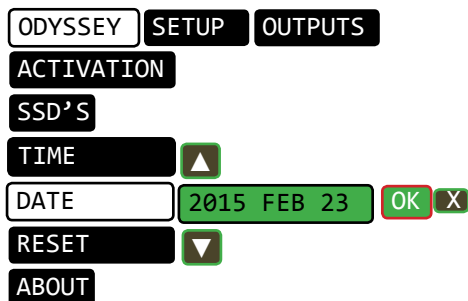 ODYSSEY SETUP OUTPUTS
ACTIVATION
SSD’S
TIME ▲
DATE 2015 FEB 23 OK X
RESET ▼
ABOUT